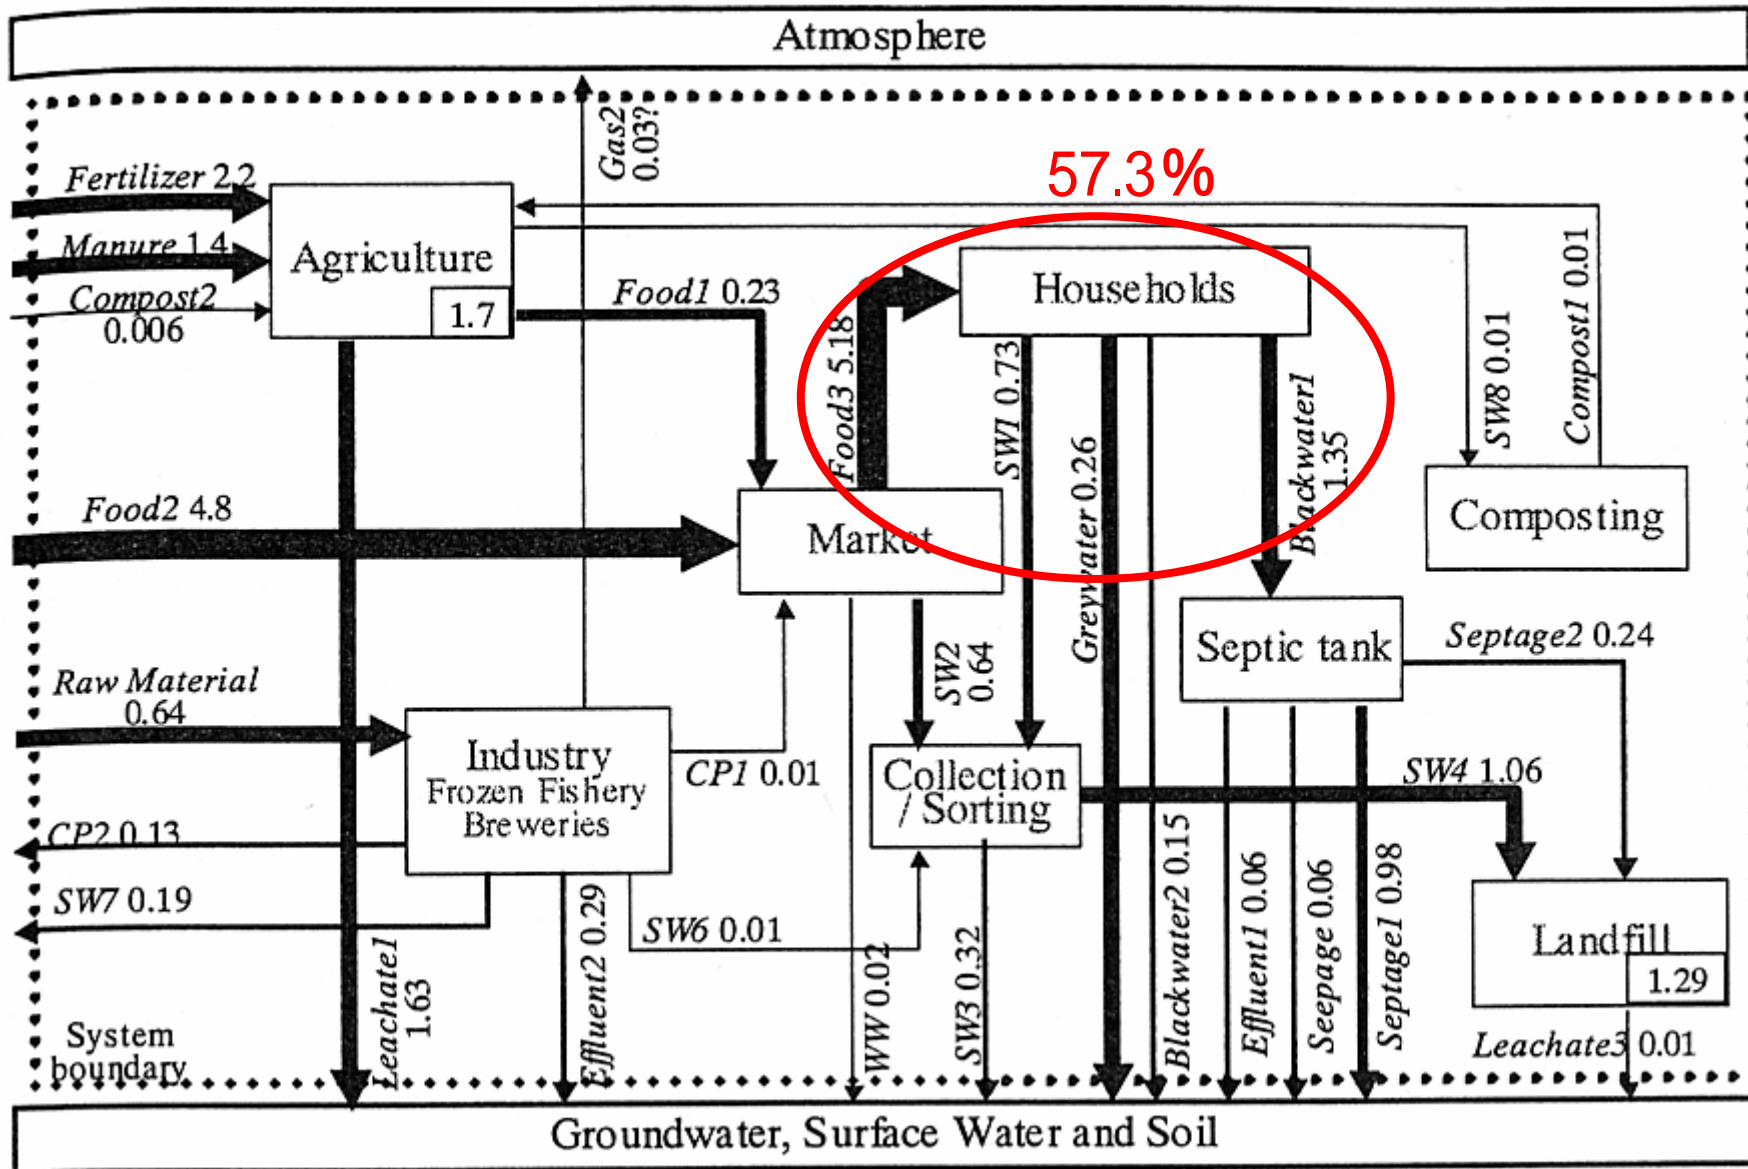 Atmosphere
Gas2
0.03?
57.3%
Fertilizer 2.2
Manure 1.4
Compost2
0.006
Agriculture
1.7
Food1 0.23
Households
Food3 5.18
SW1 0.73
Greywater 0.26
Blackwater1
1.35
SW8 0.01
Compost1 0.01
Composting
Food2 4.8
Market
Septic tank
Septage2 0.24
Raw Material
0.64
SW2
0.64
Industry
Frozen Fishery
Breweries
CP1 0.01
Collection
/ Sorting
SW4 1.06
CP2 0.13
SW7 0.19
SW6 0.01
Leachate1
1.63
Effluent2 0.29
WW 0.02
SW3 0.32
Blackwater2 0.15
Effluent1 0.06
Seepage 0.06
Septage1 0.98
Landfill
1.29
Leachate3 0.01
System
boundary
Groundwater, Surface Water and Soil